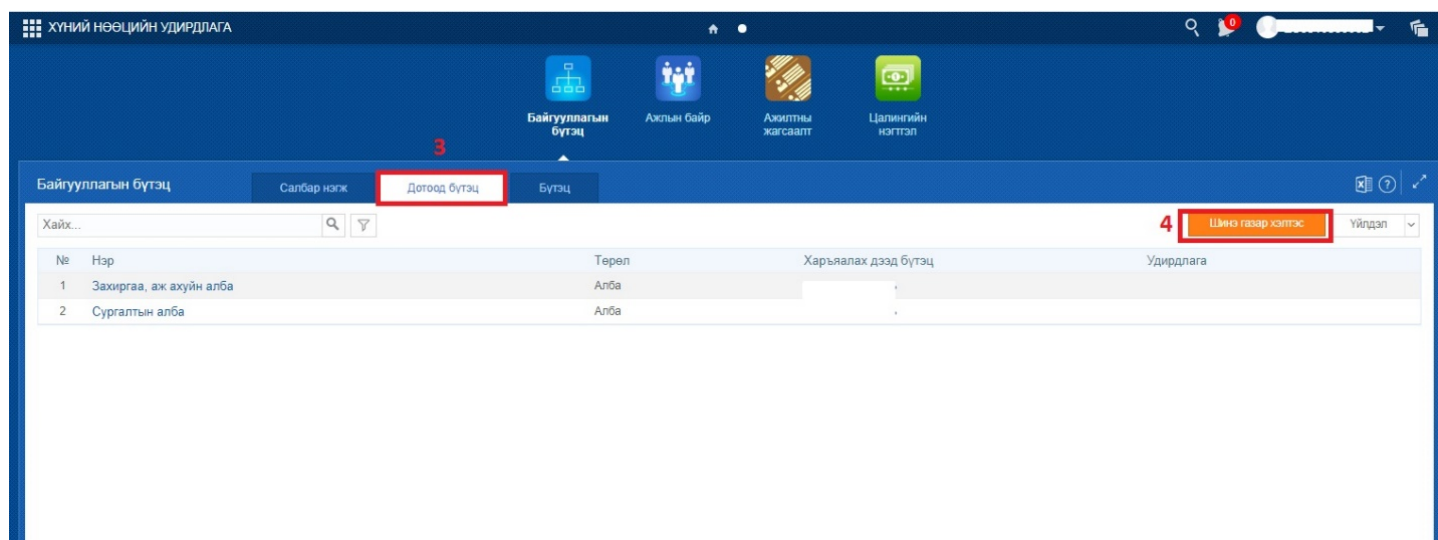 ХҮНИЙ НӨӨЦИЙН УДИРДЛАГА
0
Байгууллагын бүтэц
Ажлын байр
Ажилтны жагсаалт
Цалингийн нэгтгэл
3
Байгууллагын бүтэц
Салбар нэгж
Дотоод бүтэц
Бүтэц
Хайх...
4
Шинэ газар хэлтэс
Үйлдэл
№ Нэр Төрөл Харъяалах дээд бүтэц Удирдлага
1 Захиргаа, аж ахуйн алба Алба
2 Сургалтын алба Алба